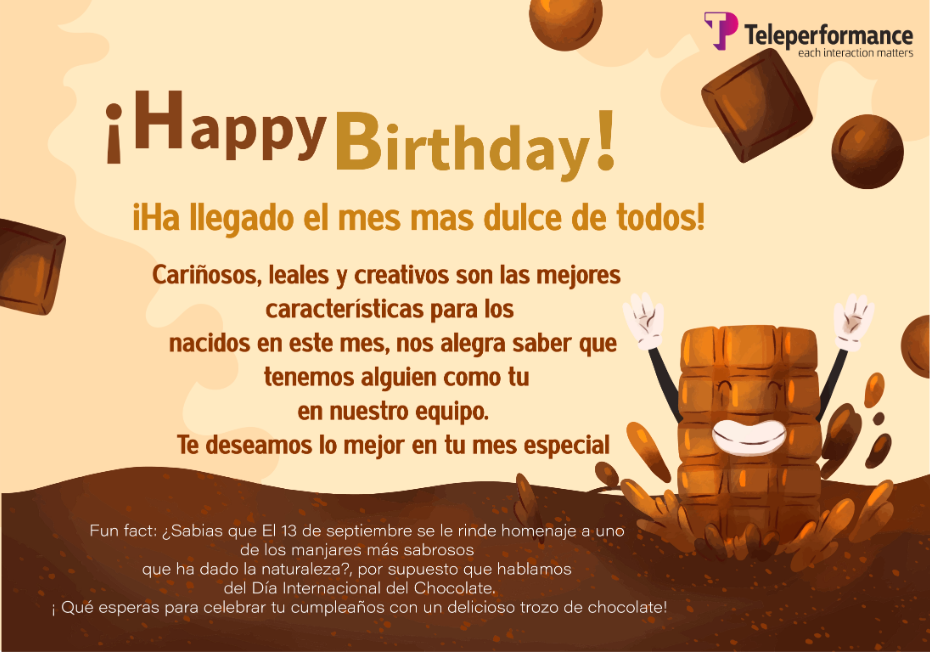 Teleperformance
each interaction matters
¡Happy Birthday!
¡Ha llegado el mes mas dulce de todos!
Cariñosos, leales y creativos son las mejores
características para los
nacidos en este mes, nos alegra saber que
tenemos alguien como tu
en nuestro equipo.
Te deseamos lo mejor en tu mes especial
Fun fact: ¿Sabias que El 13 de septiembre se le rinde homenaje a uno
de los manjares más sabrosos
que ha dado la naturaleza?, por supuesto que hablamos
del Día Internacional del Chocolate.
¡ Qué esperas para celebrar tu cumpleaños con un delicioso trozo de chocolate!